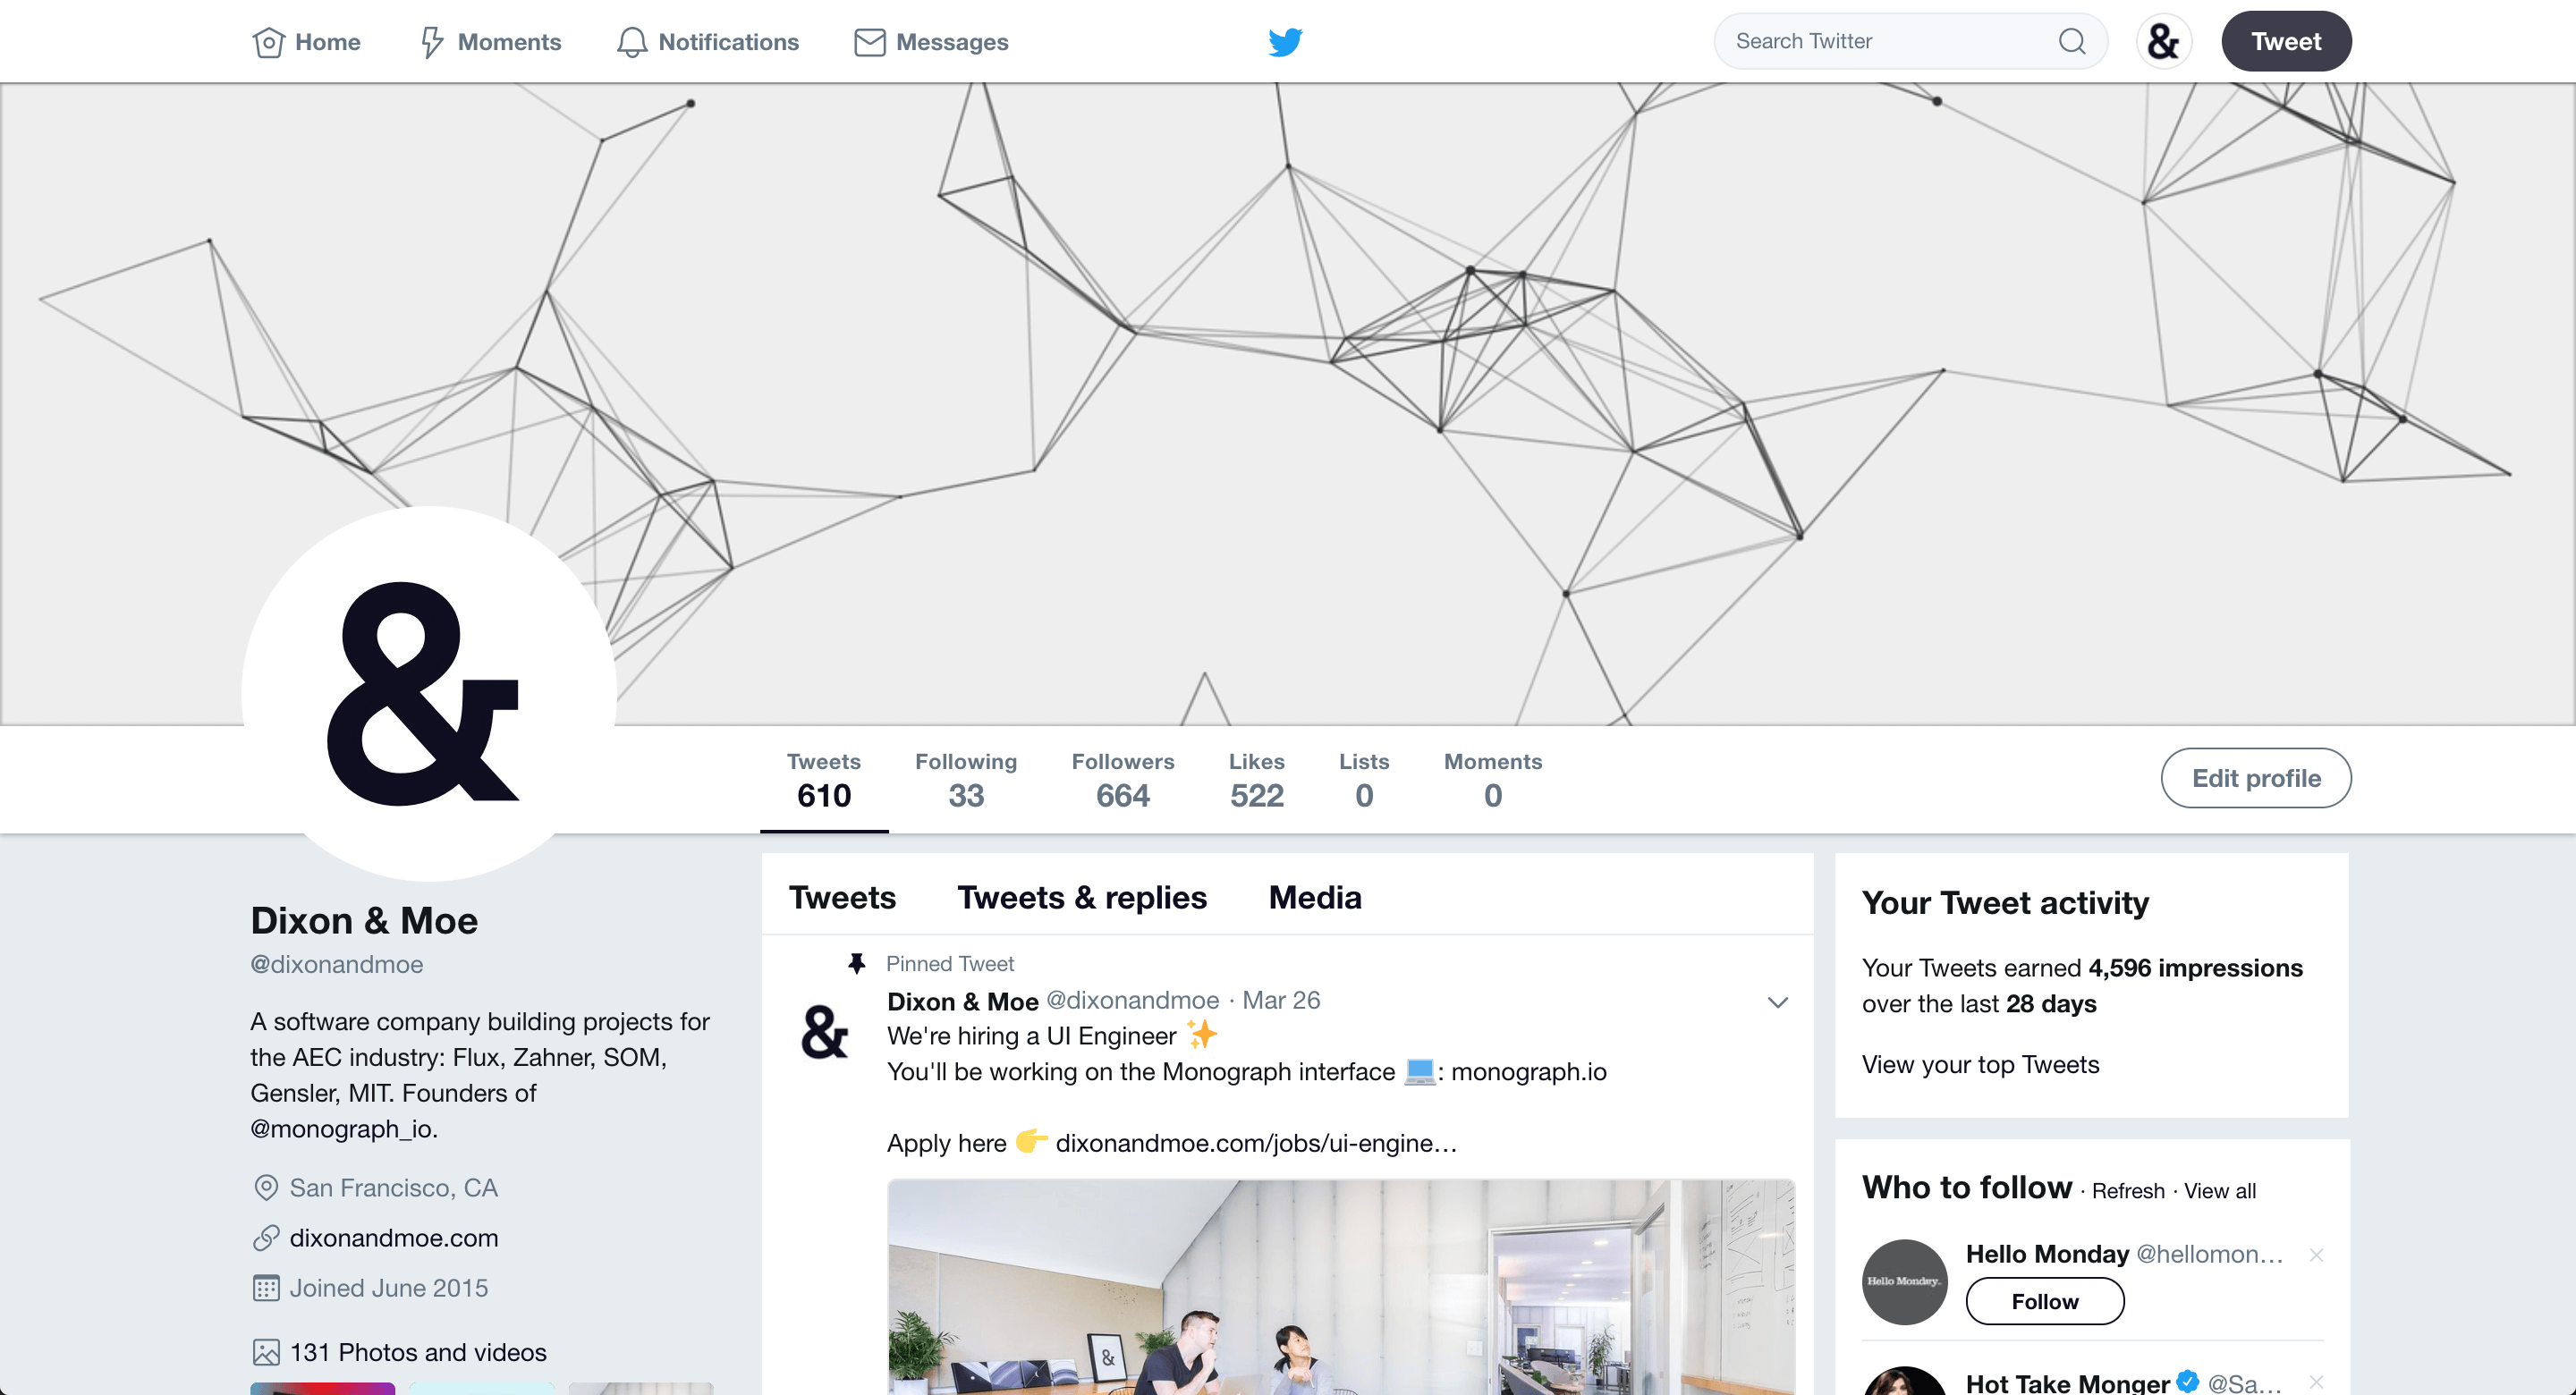 Home
Moments
Notifications
Messages
Search Twitter
&
Tweet
&
Tweets
610
Following
33
Followers
664
Likes
522
Lists
0
Moments
0
Edit profile
Dixon & Moe
@dixonandmoe
A software company building projects for
the AEC industry: Flux, Zahner, SOM,
Gensler, MIT. Founders of
@monograph_io.
San Francisco, CA
dixonandmoe.com
Joined June 2015
131 Photos and videos
Tweets
Tweets & replies
Media
Pinned Tweet
&
Dixon & Moe @dixonandmoe · Mar 26
We're hiring a UI Engineer ✨
You'll be working on the Monograph interface 💻: monograph.io
Apply here 👉 dixonandmoe.com/jobs/ui-engine…
&
Your Tweet activity
Your Tweets earned 4,596 impressions
over the last 28 days
View your top Tweets
Who to follow · Refresh · View all
Hello Monday.
Hello Monday @hellomon…
Follow
Hot Take Monger @Sa…